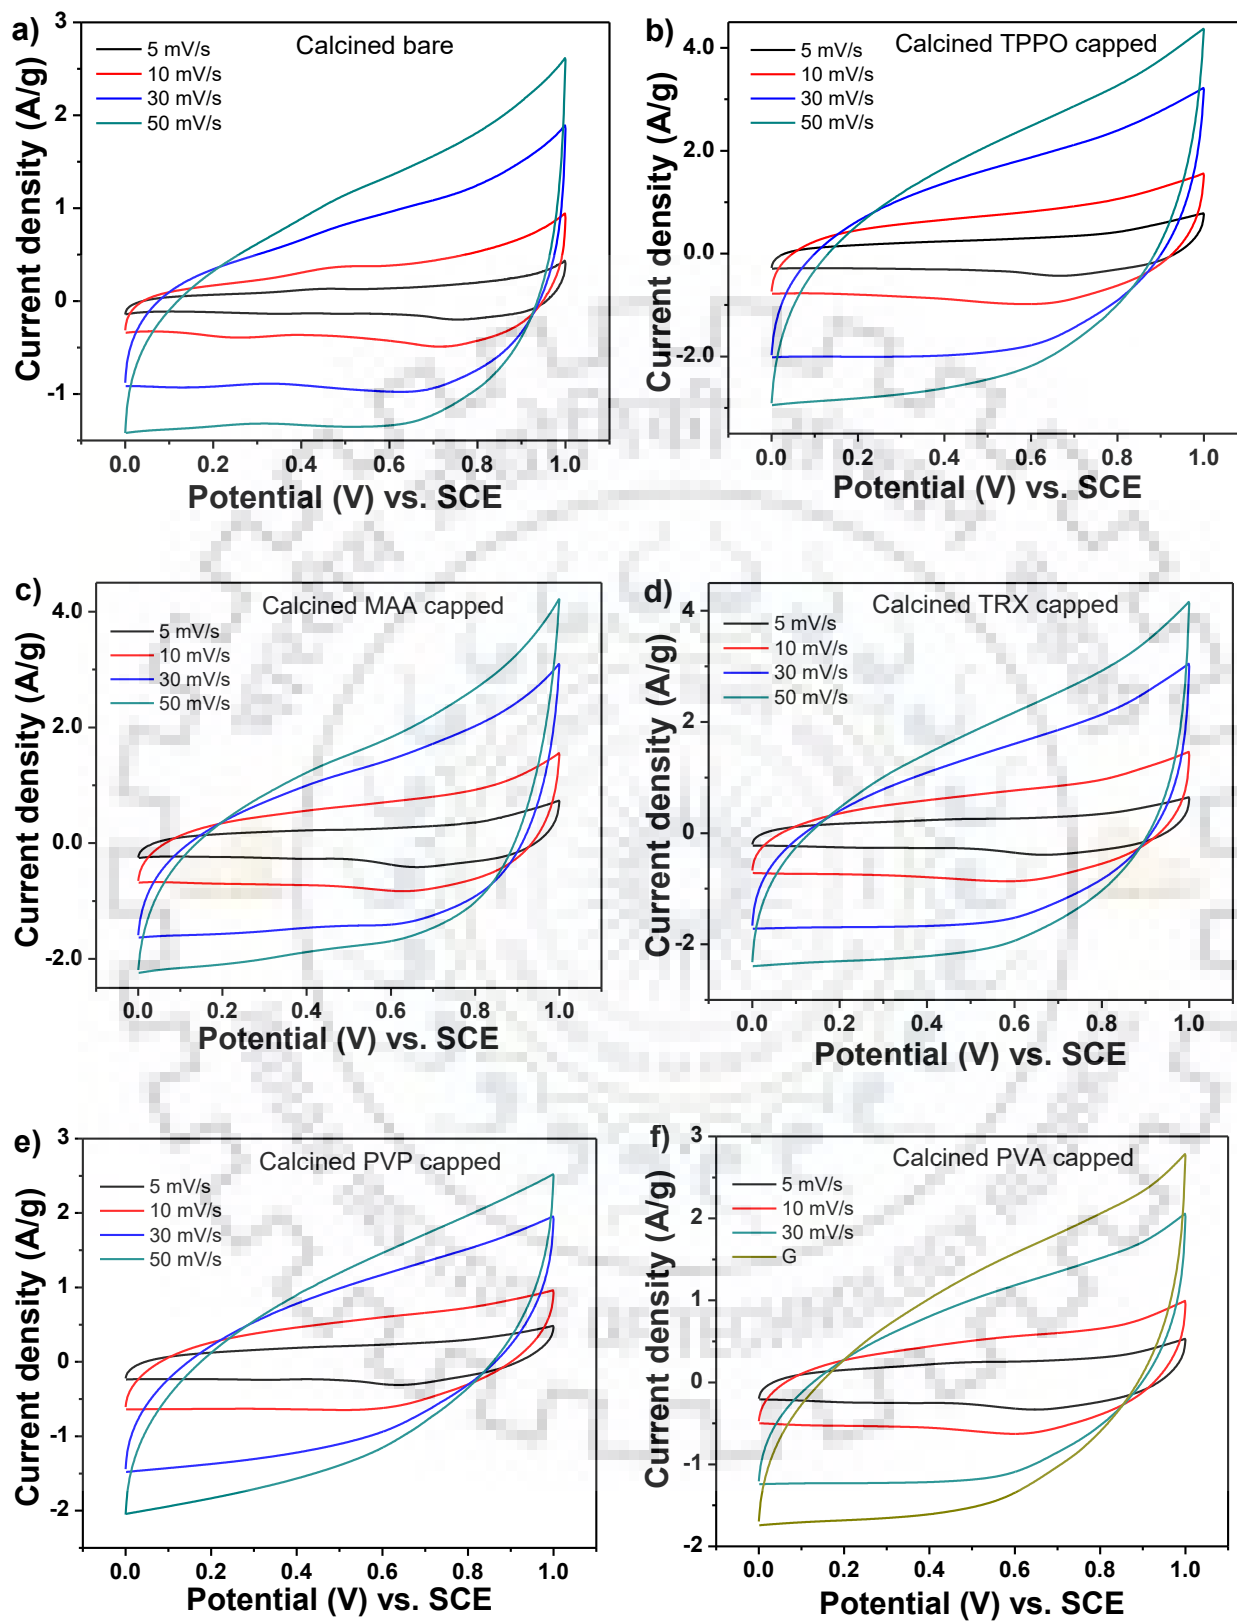 a)
Calcined bare
5 mV/s
10 mV/s
30 mV/s
50 mV/s
Current density (A/g)
3
2
1
0
-1
0.0 0.2 0.4 0.6 0.8 1.0
Potential (V) vs. SCE
b)
Calcined TPPO capped
5 mV/s
10 mV/s
30 mV/s
50 mV/s
Current density (A/g)
4.0
2.0
0.0
-2.0
0.0 0.2 0.4 0.6 0.8 1.0
Potential (V) vs. SCE
c)
Calcined MAA capped
5 mV/s
10 mV/s
30 mV/s
50 mV/s
Current density (A/g)
4.0
2.0
0.0
-2.0
0.0 0.2 0.4 0.6 0.8 1.0
Potential (V) vs. SCE
d)
Calcined TRX capped
5 mV/s
10 mV/s
30 mV/s
50 mV/s
Current density (A/g)
4
2
0
-2
0.0 0.2 0.4 0.6 0.8 1.0
Potential (V) vs. SCE
e)
Calcined PVP capped
5 mV/s
10 mV/s
30 mV/s
50 mV/s
Current density (A/g)
3
2
1
0
-1
-2
0.0 0.2 0.4 0.6 0.8 1.0
Potential (V) vs. SCE
f)
Calcined PVA capped
5 mV/s
10 mV/s
30 mV/s
G
Current density (A/g)
3
2
1
0
-1
-2
0.0 0.2 0.4 0.6 0.8 1.0
Potential (V) vs. SCE